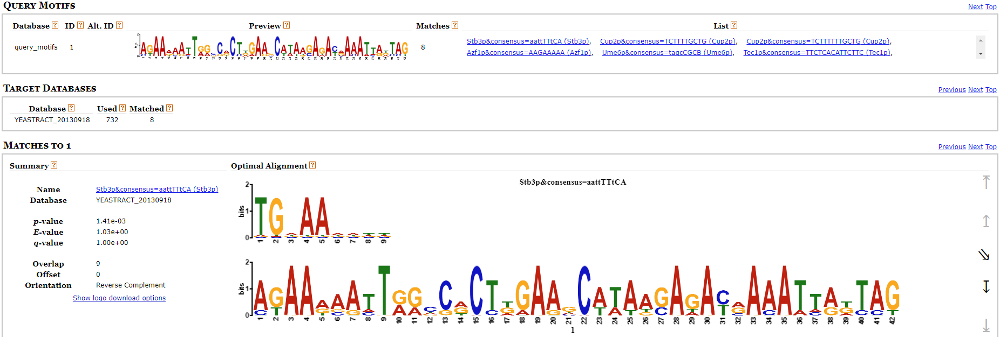 QUERY MOTIFS
Next Top
Database ? ID ? Alt. ID ? Preview ? Matches ? List ?
query_motifs 1 8 Stb3p&consensus=aattTTtCA (Stb3p), Cup2p&consensus=TCTTTTGCTG (Cup2p), Cup2p&consensus=TCTTTTTTGCTG (Cup2p),
Azf1p&consensus=AAGAAAAA (Azf1p), Ume6p&consensus=tagcCGCB (Ume6p), Tec1p&consensus=TTCTCACATTCTTC (Tec1p),
TARGET DATABASES
Previous Next Top
Database ? Used ? Matched ?
YEASTRACT_20130918 732 8
MATCHES TO 1
Previous Next Top
Summary ?
Name Stb3p&consensus=aattTTtCA (Stb3p)
Database YEASTRACT_20130918
p-value 1.41e-03
E-value 1.03e+00
q-value 1.00e+00
Overlap 9
Offset 0
Orientation Reverse Complement
Show logo download options
Optimal Alignment ?
Stb3p&consensus=aattTTtCA
2
bits
1
0
TG AA
1 2 3 4 5 6 7 8 9
2
bits
1
0
AGAAAAATTGGCCACTTGAAGCATAAGAGACAAAATTATTAG
1 2 3 4 5 6 7 8 9 10 11 12 13 14 15 16 17 18 19 20 21 22 23 24 25 26 27 28 29 30 31 32 33 34 35 36 37 38 39 40 41 42
1